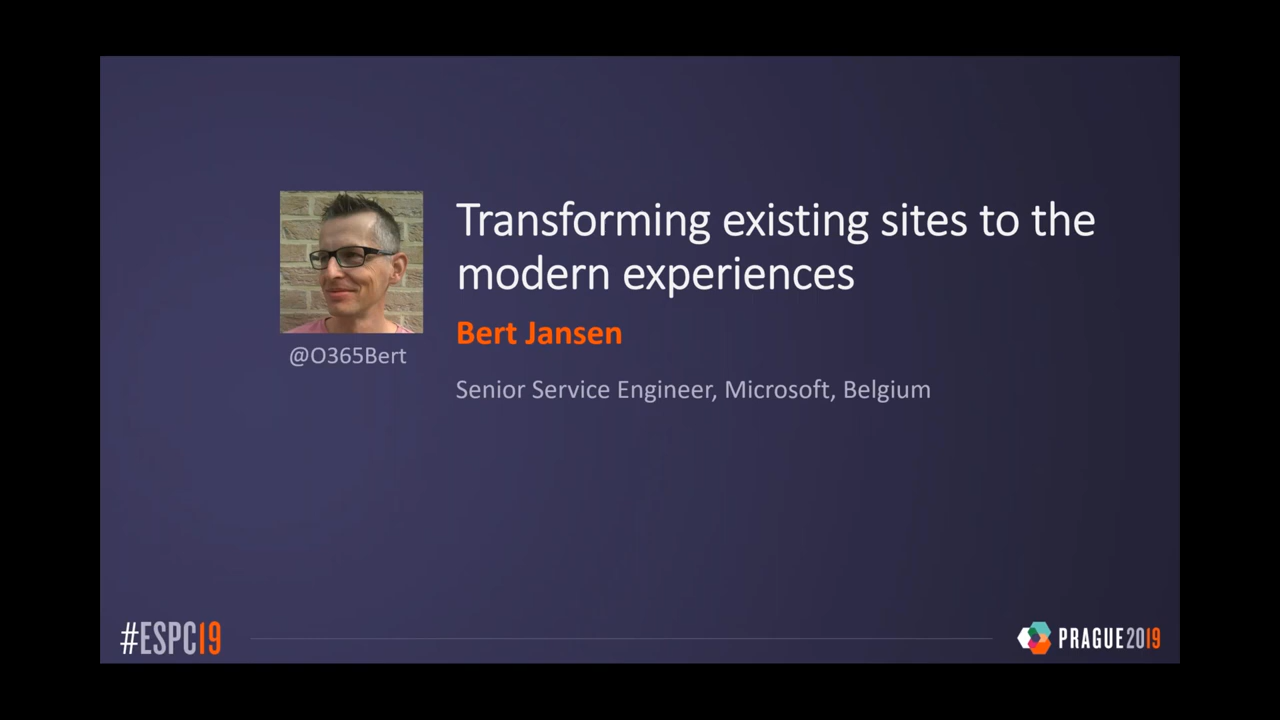 Transforming existing sites to the
modern experiences
Bert Jansen
@O365Bert
Senior Service Engineer, Microsoft, Belgium
#ESPC19
PRAGUE2019